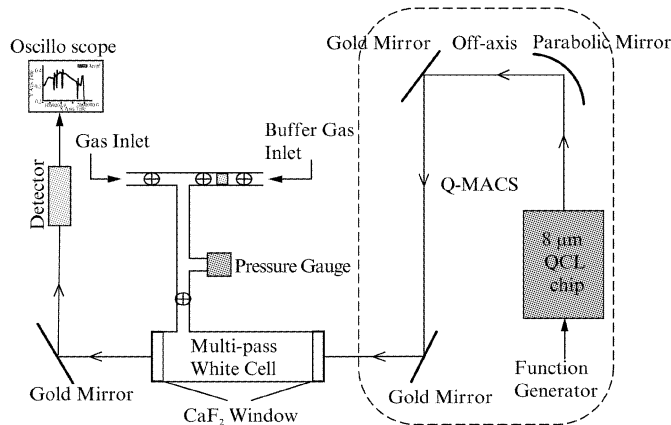 Oscillo scope
Gold Mirror
Off-axis
Parabolic Mirror
Gas Inlet
Buffer Gas
Inlet
Detector
Q-MACS
8 μm
QCL
chip
Pressure Gauge
Multi-pass
White Cell
Gold Mirror
Gold Mirror
Function
Generator
CaF₂ Window